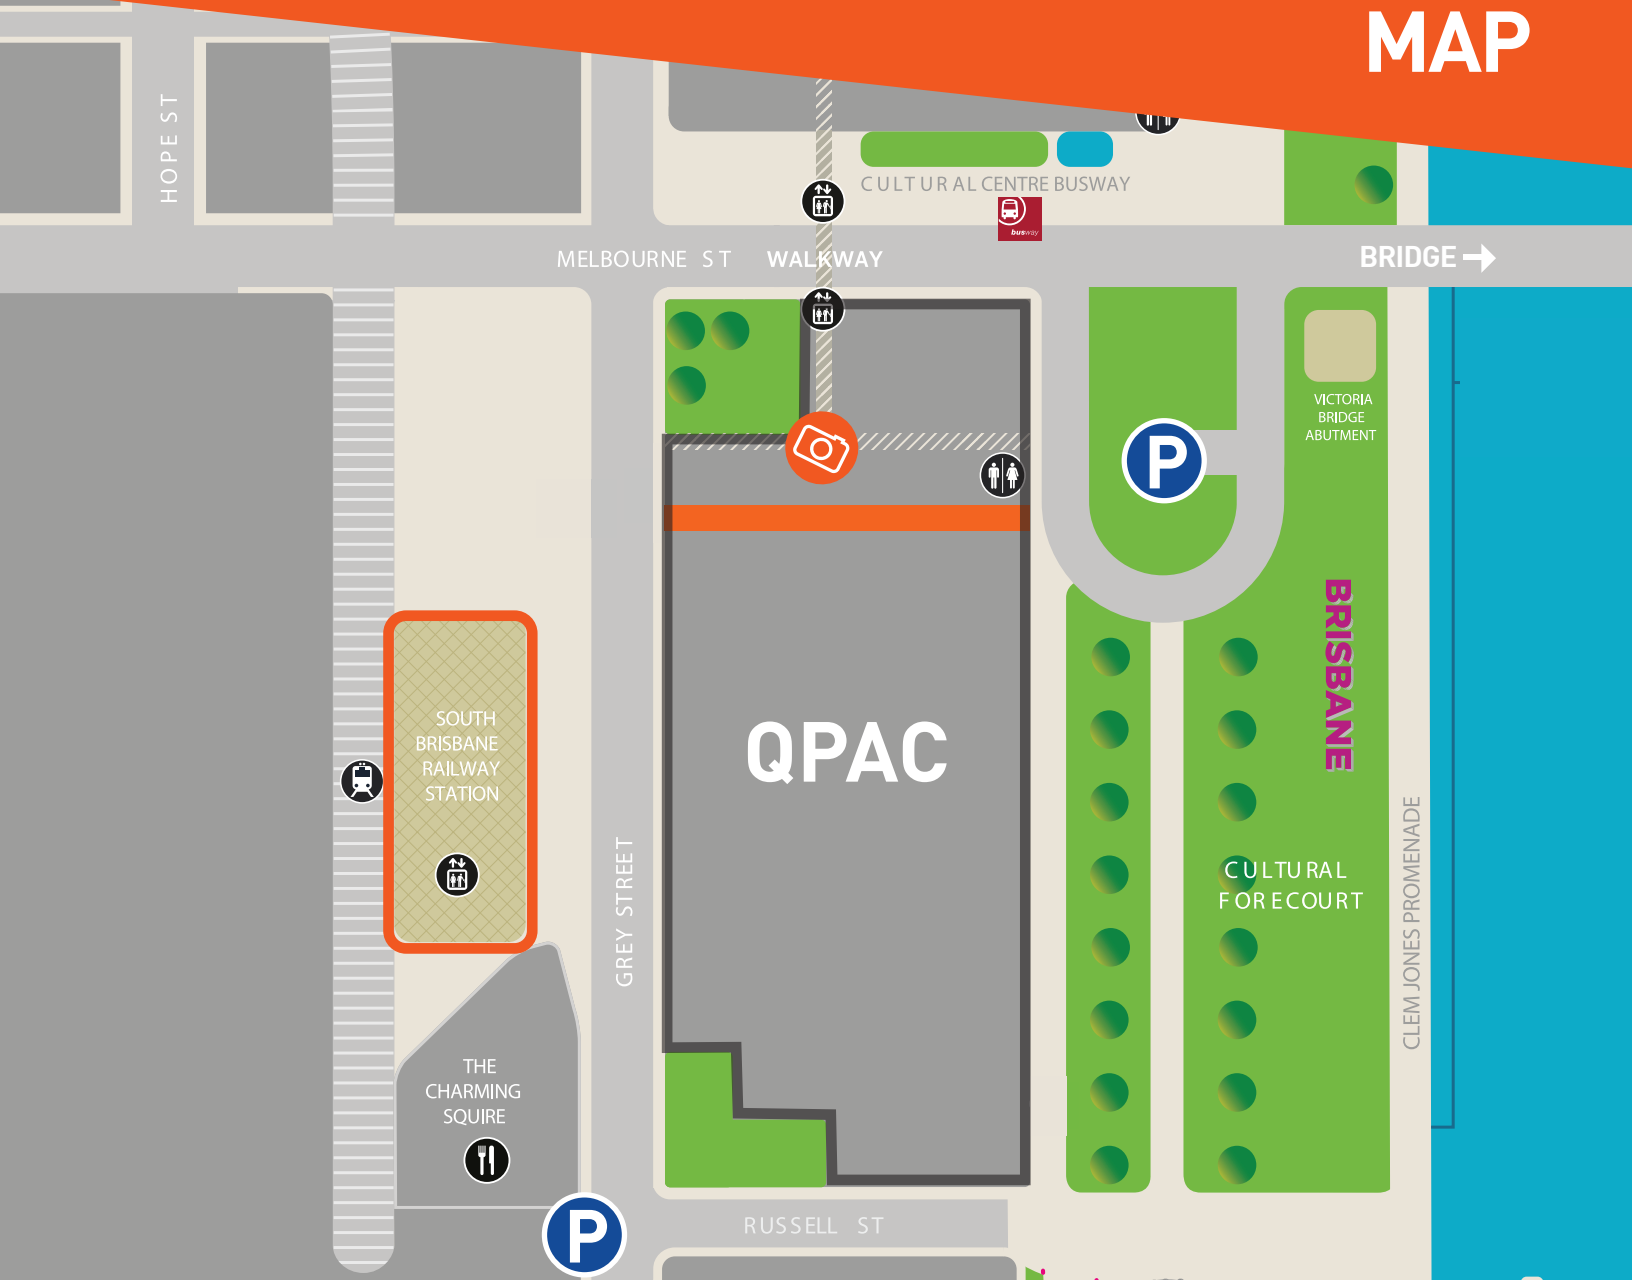 MAP
HOPE ST
CULTURAL CENTRE BUSWAY
busway
MELBOURNE ST
WALKWAY
BRIDGE
VICTORIA
BRIDGE
ABUTMENT
P
BRISBANE
SOUTH
BRISBANE
RAILWAY
STATION
QPAC
GREY STREET
CULTURAL
FORECOURT
CLEM JONES PROMENADE
THE
CHARMING
SQUIRE
P
RUSSELL ST